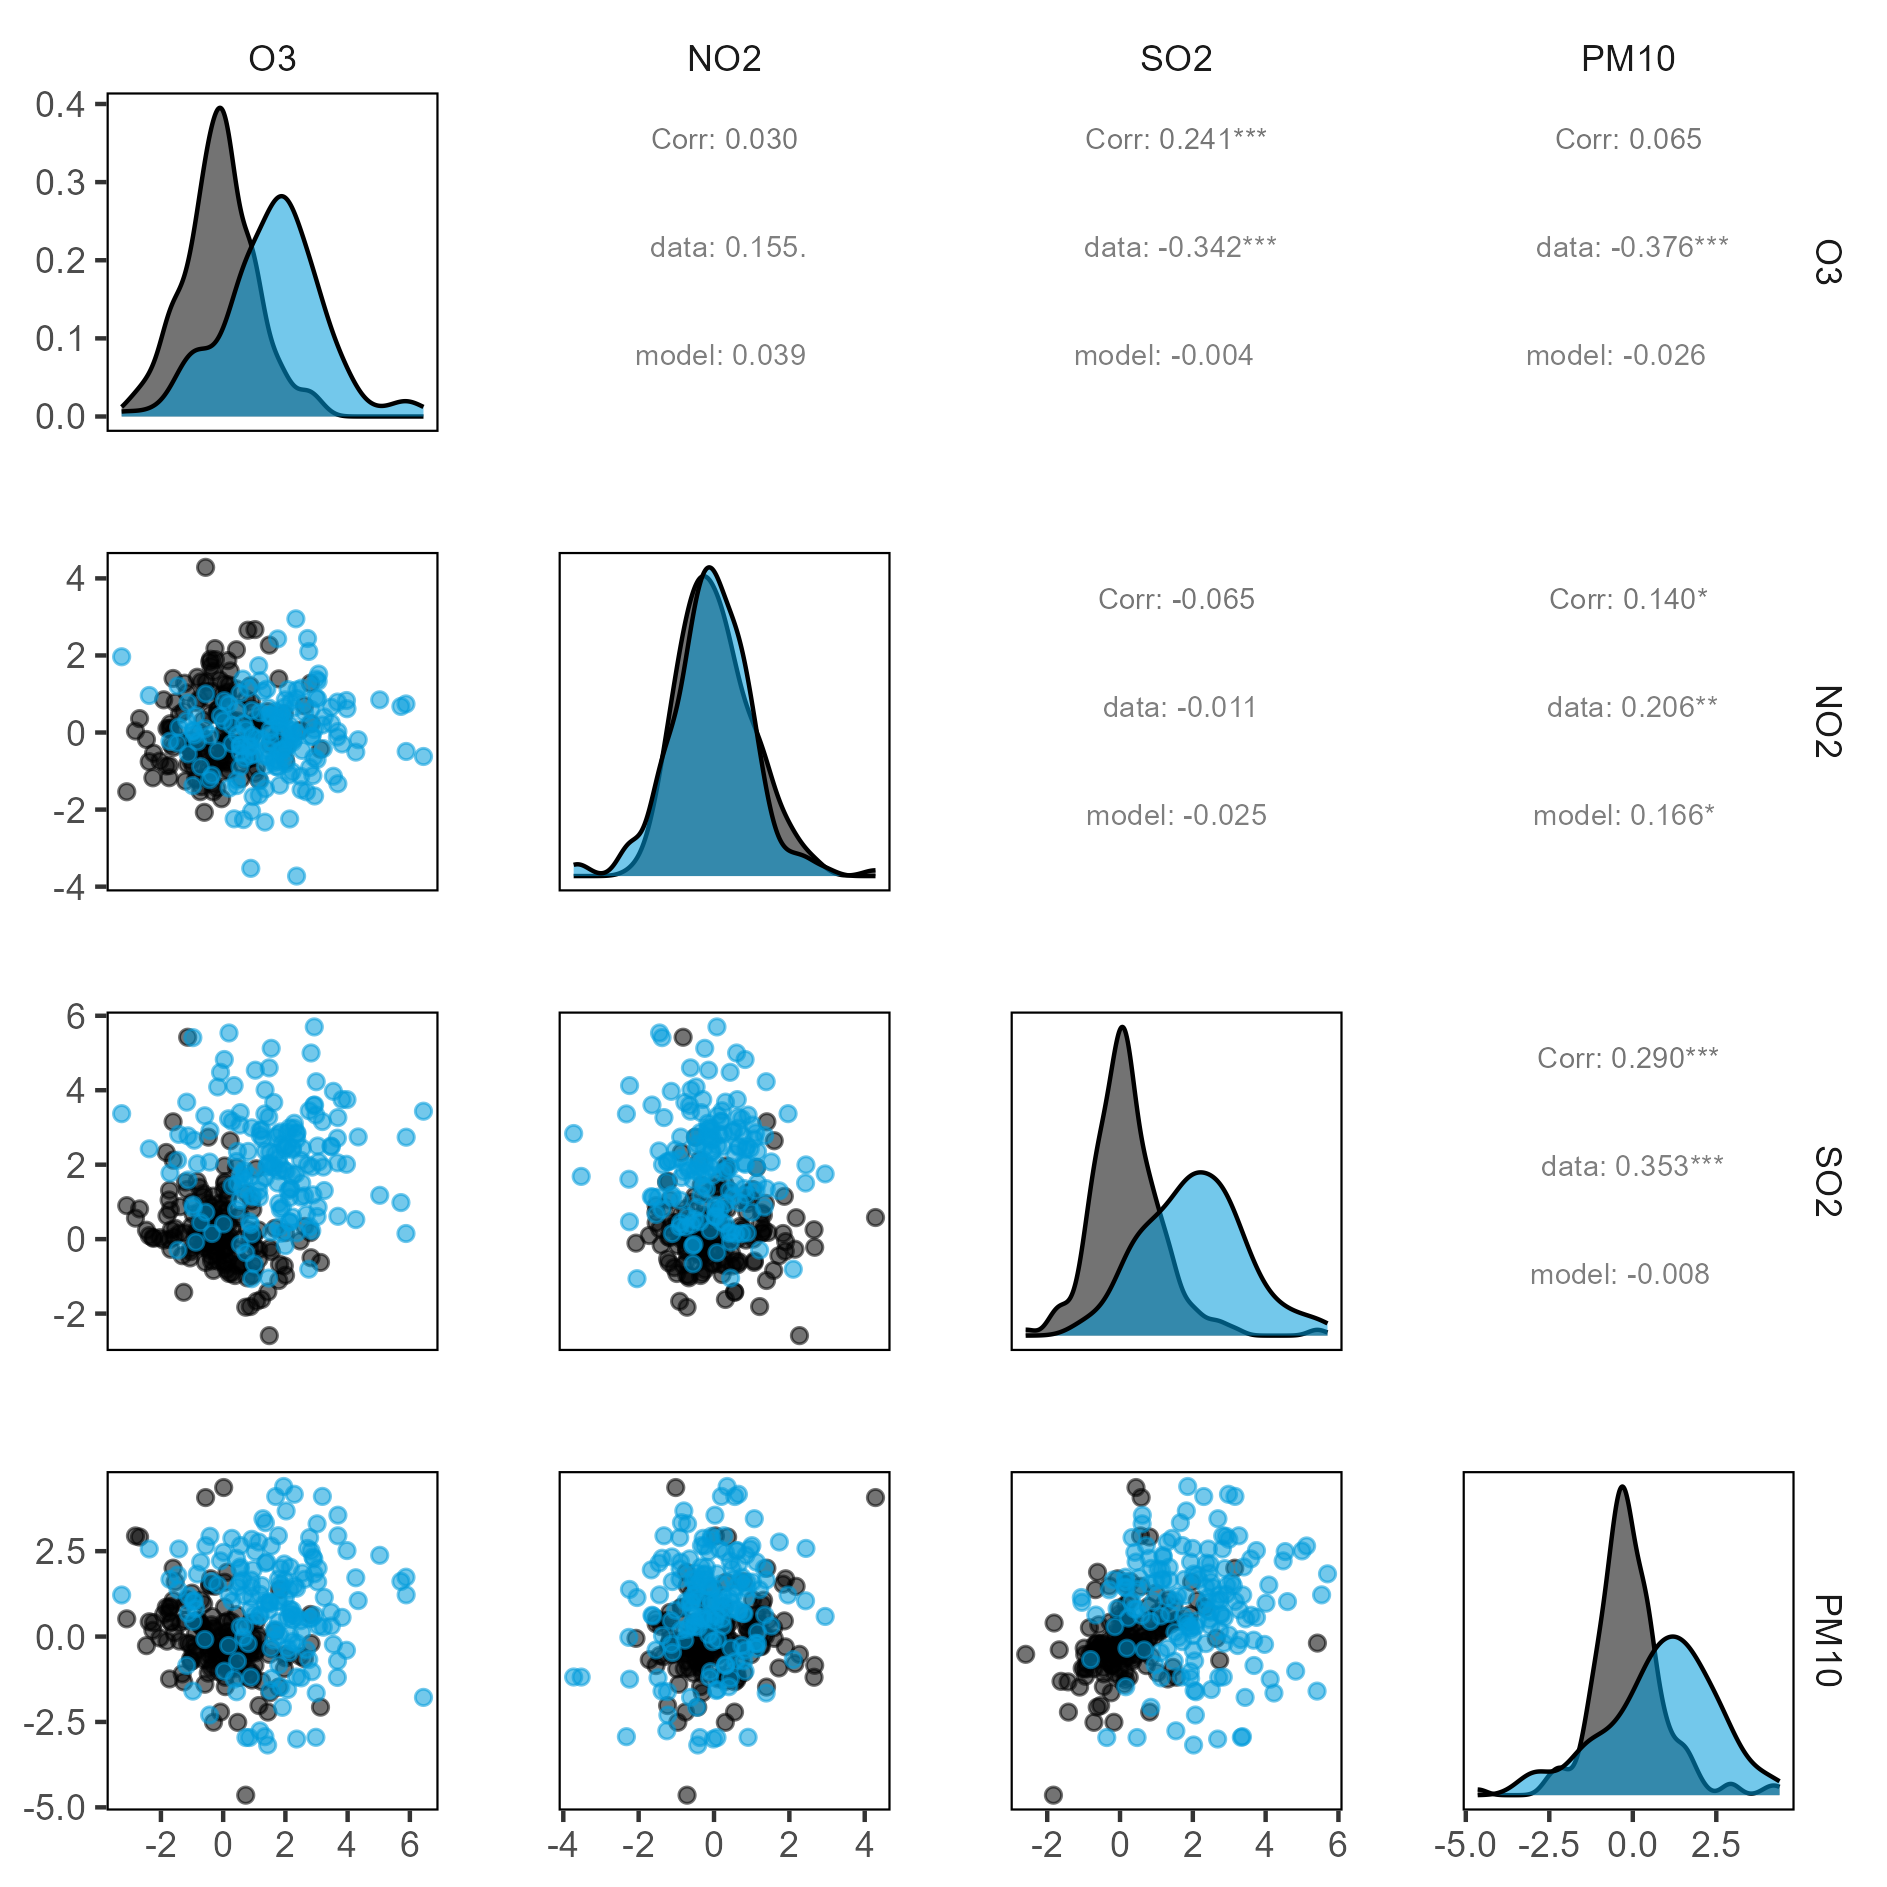 O3 NO2 SO2 PM10
0.4
0.3
0.2
0.1
0.0
Corr: 0.030
data: 0.155.
model: 0.039
Corr: 0.241***
data: -0.342***
model: -0.004
Corr: 0.065
data: -0.376***
model: -0.026
O3
4
2
0
-2
-4
Corr: -0.065
data: -0.011
model: -0.025
Corr: 0.140*
data: 0.206**
model: 0.166*
NO2
6
4
2
0
-2
Corr: 0.290***
data: 0.353***
model: -0.008
SO2
2.5
0.0
-2.5
-5.0
PM10
-2 0 2 4 6
-4 -2 0 2 4
-2 0 2 4 6
-5.0 -2.5 0.0 2.5